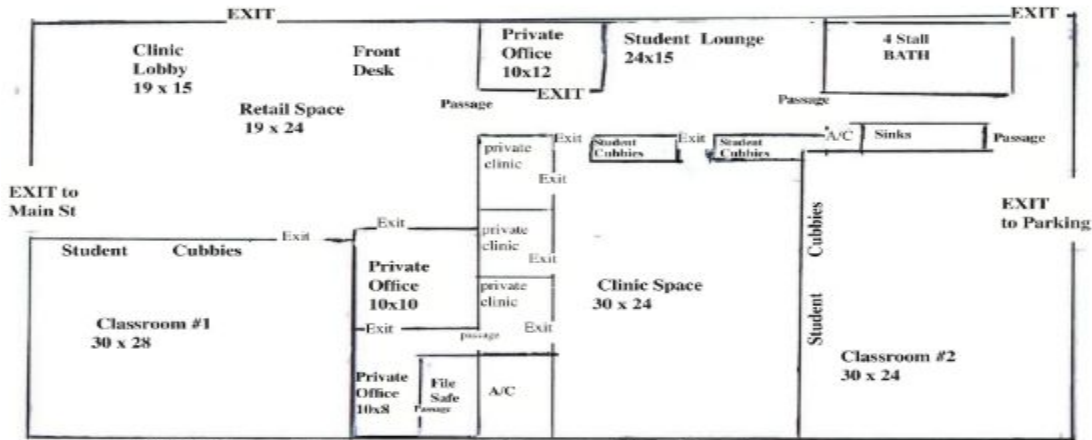 EXIT
EXIT
Clinic
Lobby
19 x 15
Front
Desk
Private
Office
10x12
EXIT
Student Lounge
24x15
4 Stall
BATH
Retail Space
19 x 24
Passage
Passage
A/C
Sinks
Passage
private
clinic
Exit
Student
Cubbies
Exit
Student
Cubbies
Exit
EXIT to
Main St
EXIT
to Parking
Student Cubbies
Exit
Exit
private
clinic
Exit
Private
Office
10x10
private
clinic
Clinic Space
30 x 24
Student Cubbies
Classroom #1
30 x 28
Exit
passage
Exit
Classroom #2
30 x 24
Private
Office
10x8
File
Safe
Passage
A/C